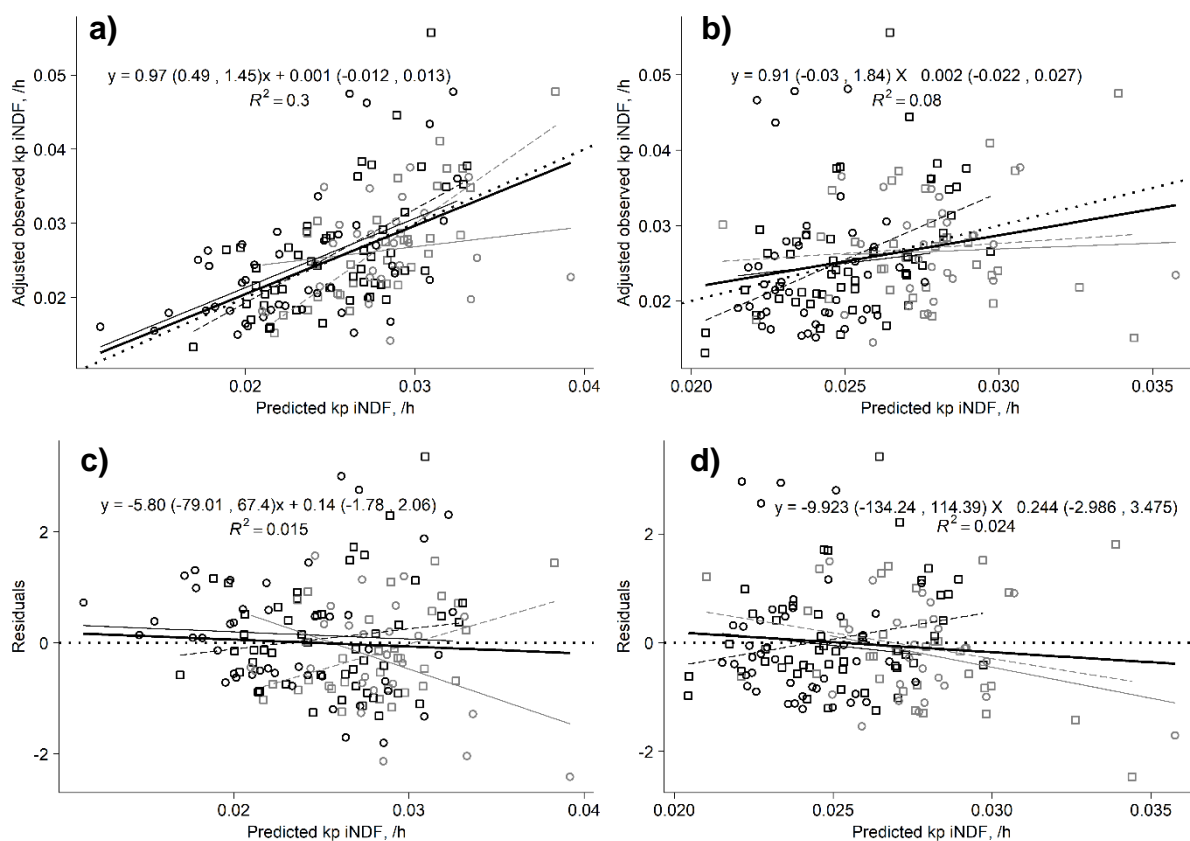 a)
y = 0.97 (0.49 , 1.45)x + 0.001 (-0.012 , 0.013)
R² = 0.3
Adjusted observed kp iNDF, /h
0.05
0.04
0.03
0.02
0.02
0.03
0.04
Predicted kp iNDF, /h
b)
y = 0.91 (-0.03 , 1.84) X 0.002 (-0.022 , 0.027)
R² = 0.08
Adjusted observed kp iNDF, /h
0.05
0.04
0.03
0.02
0.020
0.025
0.030
0.035
Predicted kp iNDF, /h
c)
y = -5.80 (-79.01 , 67.4)x + 0.14 (-1.78 , 2.06)
R² = 0.015
Residuals
2
0
-2
0.02
0.03
0.04
Predicted kp iNDF, /h
d)
y = -9.923 (-134.24 , 114.39) X 0.244 (-2.986 , 3.475)
R² = 0.024
Residuals
2
0
-2
0.020
0.025
0.030
0.035
Predicted kp iNDF, /h